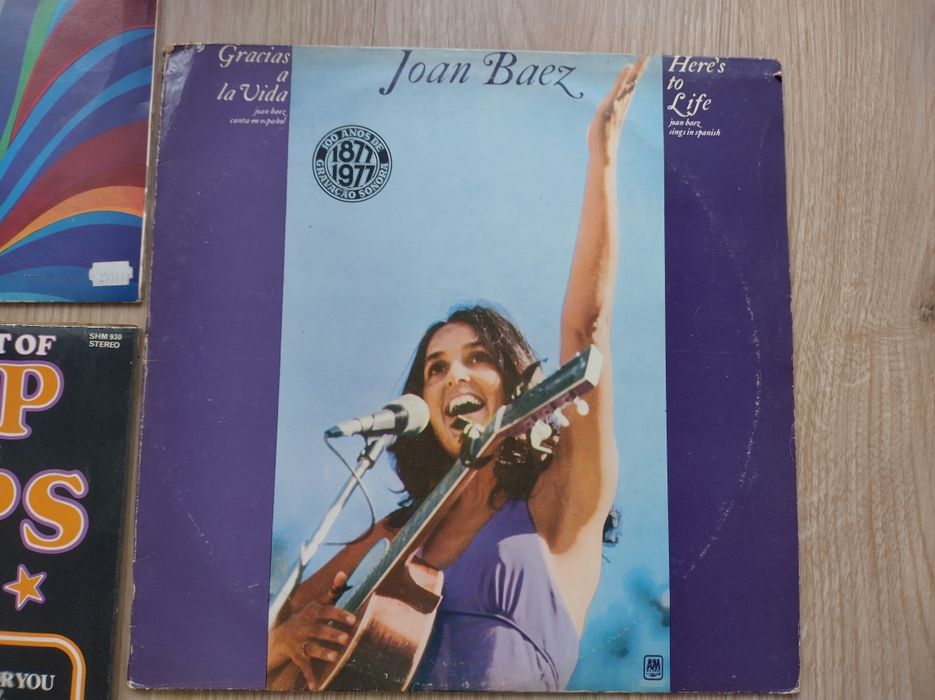 Gracias
a
la Vida
joan baez
canta en español
Joan Baez
Here's
to
Life
joan baez
sings in spanish
100 ANOS DE
1877
1977
GRAVAÇÃO SONORA
A&M
SHM 930
STEREO
T OF
P
PS
R YOU